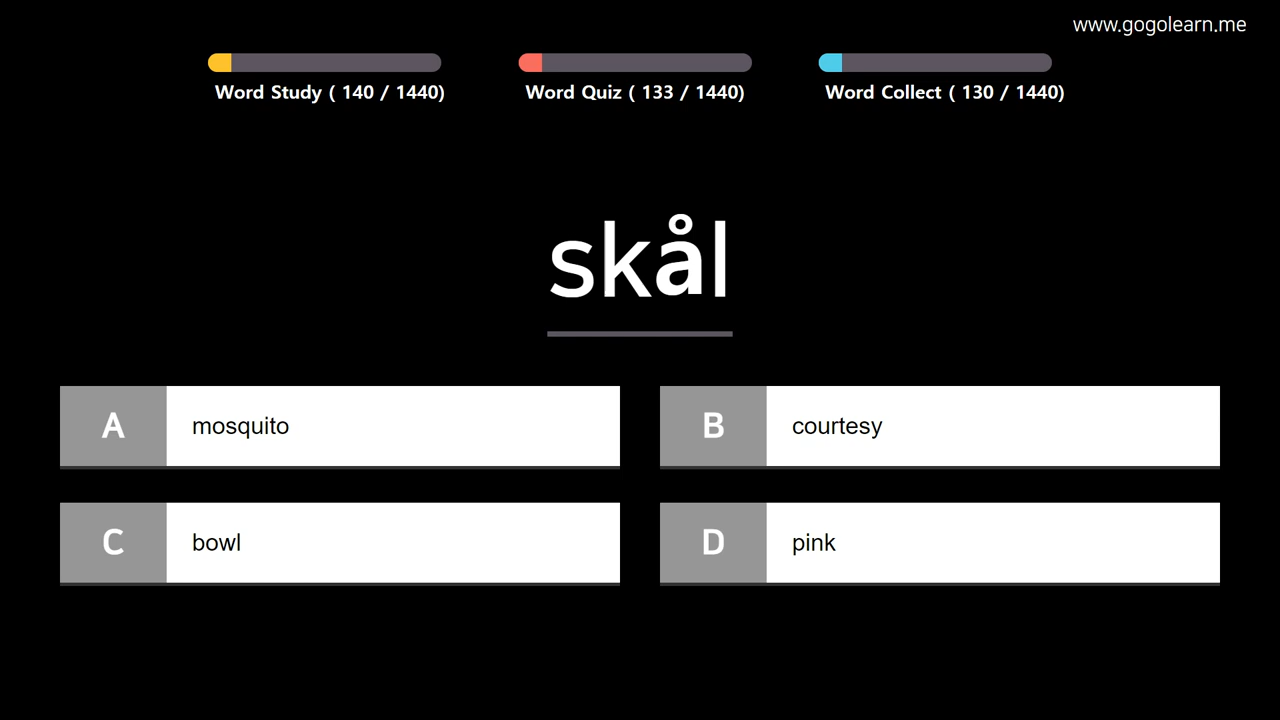 www.gogolearn.me
Word Study ( 140 / 1440)
Word Quiz ( 133 / 1440)
Word Collect ( 130 / 1440)
skål
A mosquito
B courtesy
C bowl
D pink